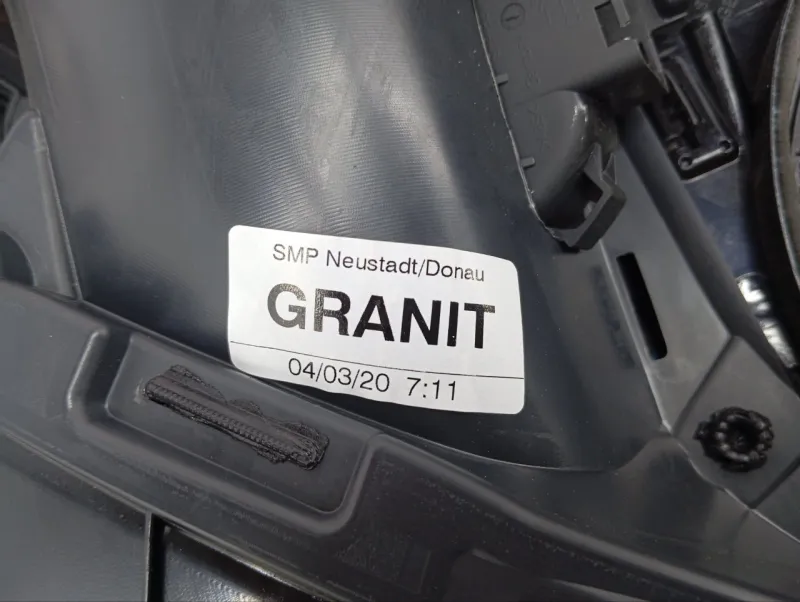 SMP Neustadt/Donau
GRANIT
04/03/20 7:11